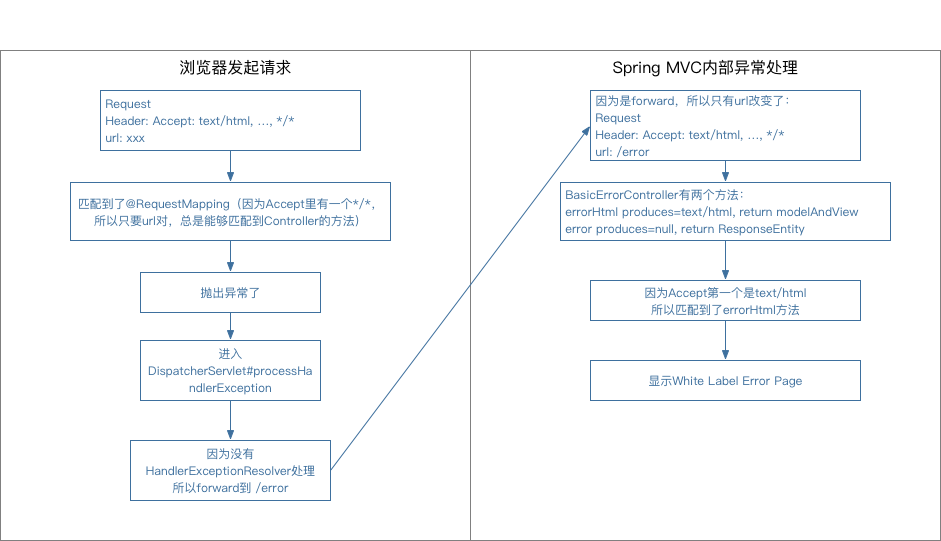 浏览器发起请求
Request
Header: Accept: text/html, ..., */*
url: xxx
匹配到了@RequestMapping（因为Accept里有一个*/*，
所以只要url对，总是能够匹配到Controller的方法）
抛出异常了
进入
DispatcherServlet#processHa
ndlerException
因为没有
HandlerExceptionResolver处理
所以forward到 /error
Spring MVC内部异常处理
因为是forward，所以只有url改变了：
Request
Header: Accept: text/html, ..., */*
url: /error
BasicErrorController有两个方法：
errorHtml produces=text/html, return modelAndView
error produces=null, return ResponseEntity
因为Accept第一个是text/html
所以匹配到了errorHtml方法
显示White Label Error Page